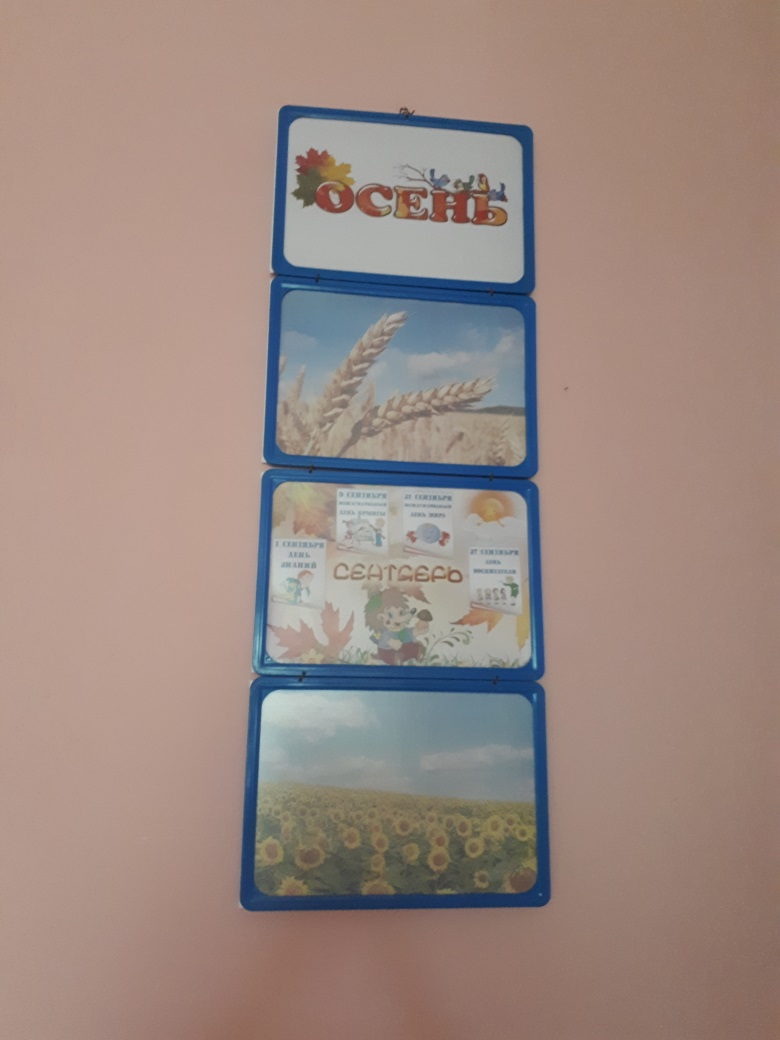 ОСЕНЬ
8 СЕНТЯБРЯ
МЕЖДУНАРОДНЫЙ
ДЕНЬ
21 СЕНТЯБРЯ
МЕЖДУНАРОДНЫЙ
ДЕНЬ МИРА
1 СЕНТЯБРЯ
ДЕНЬ
ЗНАНИЙ
СЕНТЯБРЬ
27 СЕНТЯБРЯ
ДЕНЬ
ВОСПИТАТЕЛЯ